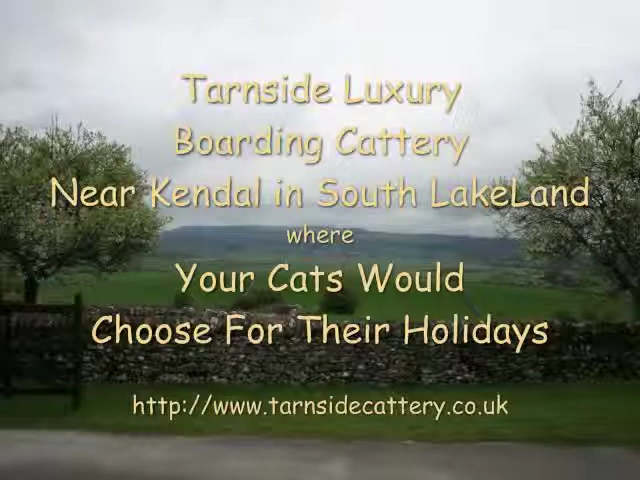 Tarnside Luxury
Boarding Cattery
Near Kendal in South LakeLand
where
Your Cats Would
Choose For Their Holidays
http://www.tarnsidecattery.co.uk